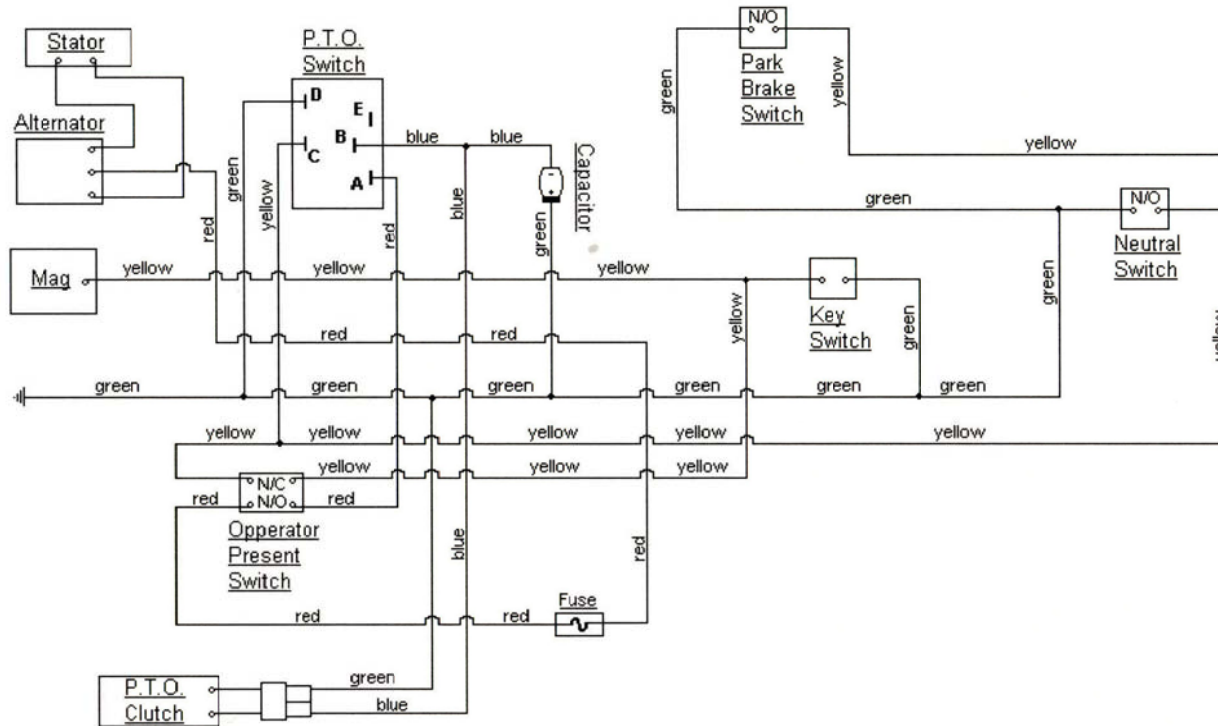 Stator
Alternator
Mag
P.T.O.
Switch
D
E
B
C
A
green
yellow
red
red
blue
blue
blue
Capacitor
green
N/O
Park
Brake
Switch
green
yellow
yellow
green
N/O
Neutral
Switch
green
yellow
yellow
yellow
yellow
yellow
Key
Switch
green
red
red
green
green
green
green
green
green
yellow
yellow
yellow
yellow
yellow
N/C
yellow
yellow
yellow
red
N/O
red
Opperator
Present
Switch
blue
red
red
red
Fuse
P.T.O.
Clutch
green
blue